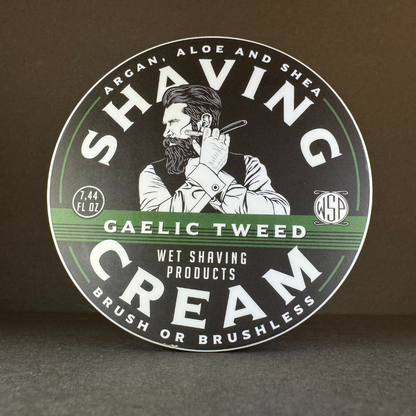 ARGAN, ALOE AND SHEA
SHAVING
7,44
FL OZ
WSP
GAELIC TWEED
WET SHAVING
PRODUCTS
CREAM
BRUSH OR BRUSHLESS